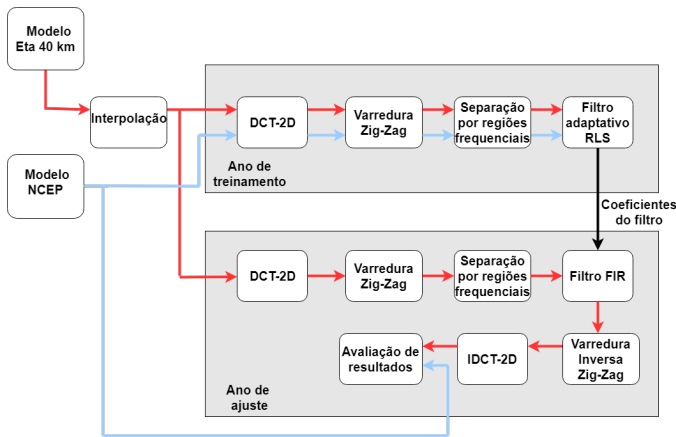 Modelo
Eta 40 km
Interpolação
DCT-2D
Varredura
Zig-Zag
Separação
por regiões
frequenciais
Filtro
adaptativo
RLS
Ano de
treinamento
Modelo
NCEP
Coeficientes
do filtro
DCT-2D
Varredura
Zig-Zag
Separação
por regiões
frequenciais
Filtro FIR
Avaliação de
resultados
IDCT-2D
Varredura
Inversa
Zig-Zag
Ano de
ajuste